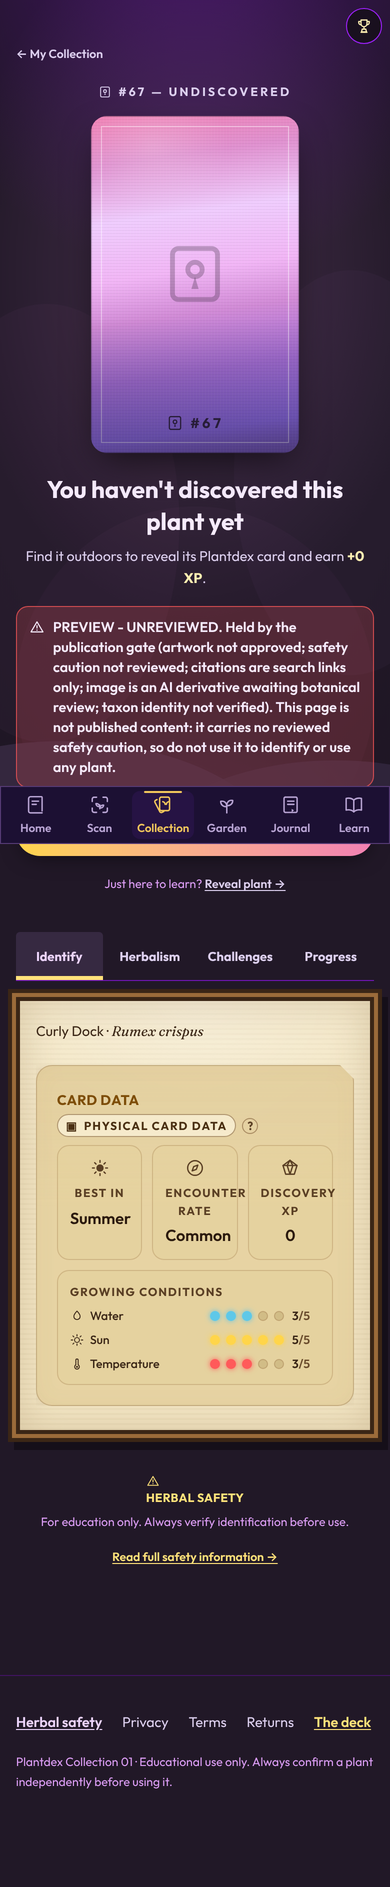 ← My Collection
#67 — UNDISCOVERED
#67
You haven't discovered this
plant yet
Find it outdoors to reveal its Plantdex card and earn +0
XP.
PREVIEW - UNREVIEWED. Held by the
publication gate (artwork not approved; safety
caution not reviewed; citations are search links
only; image is an AI derivative awaiting botanical
review; taxon identity not verified). This page is
not published content: it carries no reviewed
safety caution, so do not use it to identify or use
any plant.
Home Scan Collection Garden Journal Learn
Just here to learn? Reveal plant →
Identify Herbalism Challenges Progress
Curly Dock · Rumex crispus
CARD DATA
PHYSICAL CARD DATA ?
BEST IN
Summer
ENCOUNTER
RATE
Common
DISCOVERY
XP
0
GROWING CONDITIONS
Water 3/5
Sun 5/5
Temperature 3/5
HERBAL SAFETY
For education only. Always verify identification before use.
Read full safety information →
Herbal safety Privacy Terms Returns The deck
Plantdex Collection 01 · Educational use only. Always confirm a plant
independently before using it.